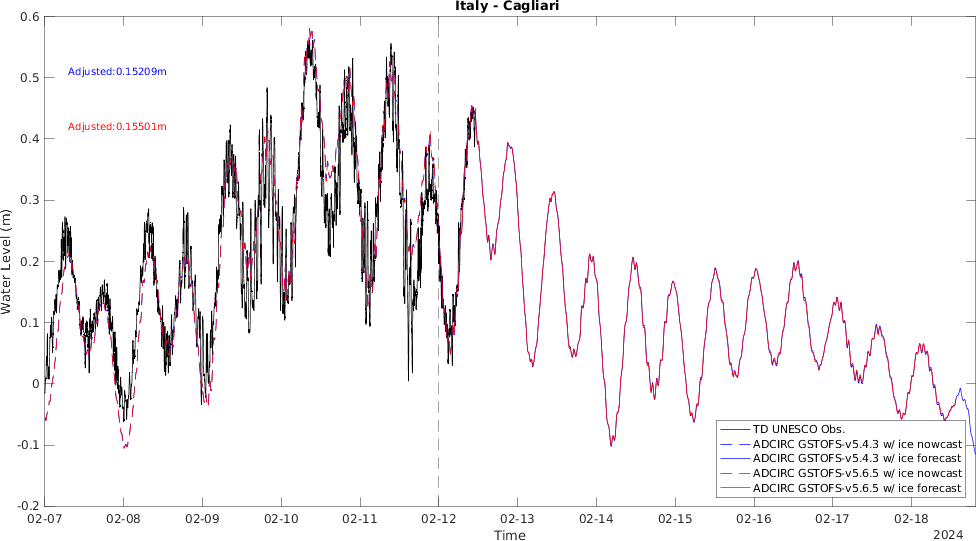 Italy - Cagliari
Water Level (m)
0.6
0.5
0.4
0.3
0.2
0.1
0
-0.1
-0.2
Adjusted:0.15209m
Adjusted:0.15501m
TD UNESCO Obs.
ADCIRC GSTOFS-v5.4.3 w/ ice nowcast
ADCIRC GSTOFS-v5.4.3 w/ ice forecast
ADCIRC GSTOFS-v5.6.5 w/ ice nowcast
ADCIRC GSTOFS-v5.6.5 w/ ice forecast
02-07 02-08 02-09 02-10 02-11 02-12 02-13 02-14 02-15 02-16 02-17 02-18
Time
2024